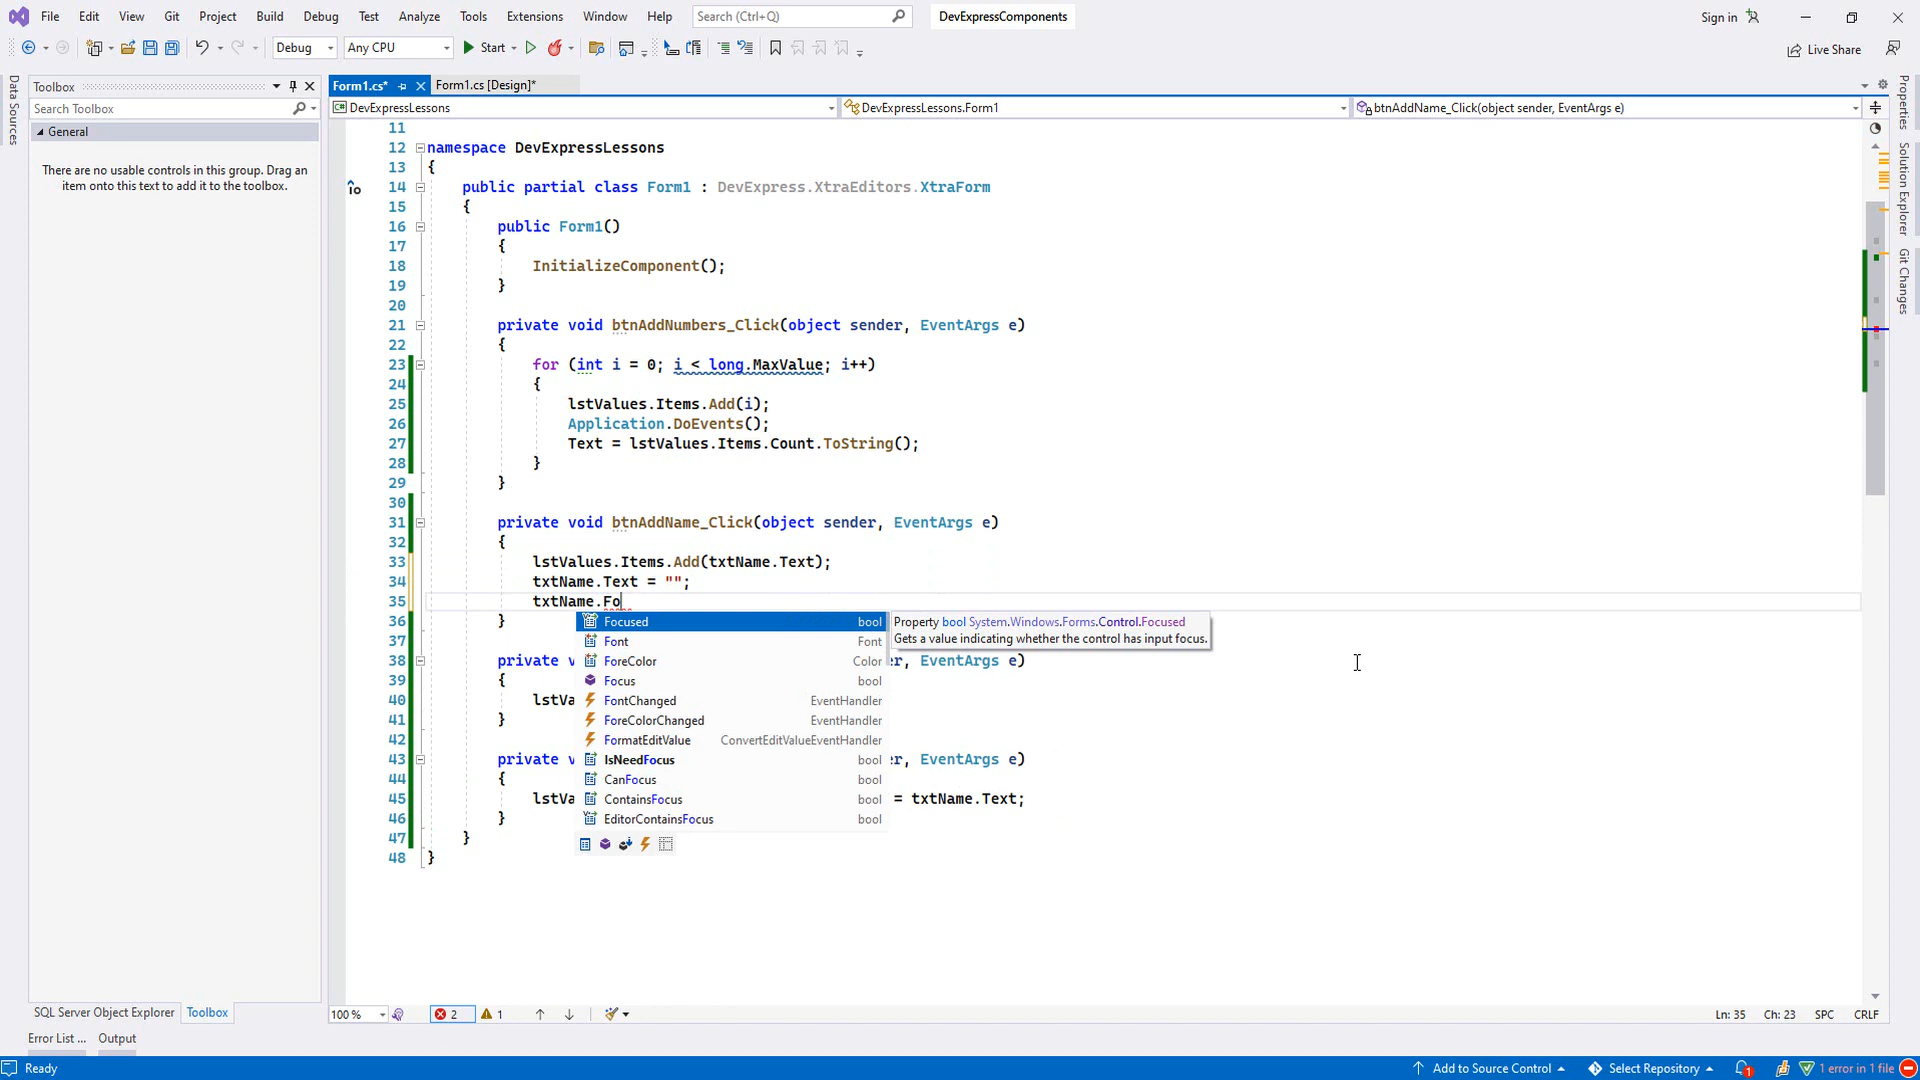 File Edit View Git Project Build Debug Test Analyze Tools Extensions Window Help Search (Ctrl+Q) DevExpressComponents Sign in
Debug Any CPU Start Live Share
Data Sources
Toolbox
Search Toolbox
General
There are no usable controls in this group. Drag an
item onto this text to add it to the toolbox.
Form1.cs* Form1.cs [Design]*
DevExpressLessons DevExpressLessons.Form1 btnAddName_Click(object sender, EventArgs e)
11
12 namespace DevExpressLessons
13 {
14 public partial class Form1 : DevExpress.XtraEditors.XtraForm
15 {
16 public Form1()
17 {
18 InitializeComponent();
19 }
20
21 private void btnAddNumbers_Click(object sender, EventArgs e)
22 {
23 for (int i = 0; i < long.MaxValue; i++)
24 {
25 lstValues.Items.Add(i);
26 Application.DoEvents();
27 Text = lstValues.Items.Count.ToString();
28 }
29 }
30
31 private void btnAddName_Click(object sender, EventArgs e)
32 {
33 lstValues.Items.Add(txtName.Text);
34 txtName.Text = "";
35 txtName.Fo
36 }
37
38 private v r, EventArgs e)
39 {
40 lstVa
41 }
42
43 private v r, EventArgs e)
44 {
45 lstVa = txtName.Text;
46 }
47 }
48 }
Focused bool
Font Font
ForeColor Color
Focus bool
FontChanged EventHandler
ForeColorChanged EventHandler
FormatEditValue ConvertEditValueEventHandler
IsNeedFocus bool
CanFocus bool
ContainsFocus bool
EditorContainsFocus bool
Property bool System.Windows.Forms.Control.Focused
Gets a value indicating whether the control has input focus.
Properties
Solution Explorer
Git Changes
SQL Server Object Explorer Toolbox
100 % 2 1 Ln: 35 Ch: 23 SPC CRLF
Error List ... Output
Ready Add to Source Control Select Repository 1 1 error in 1 file